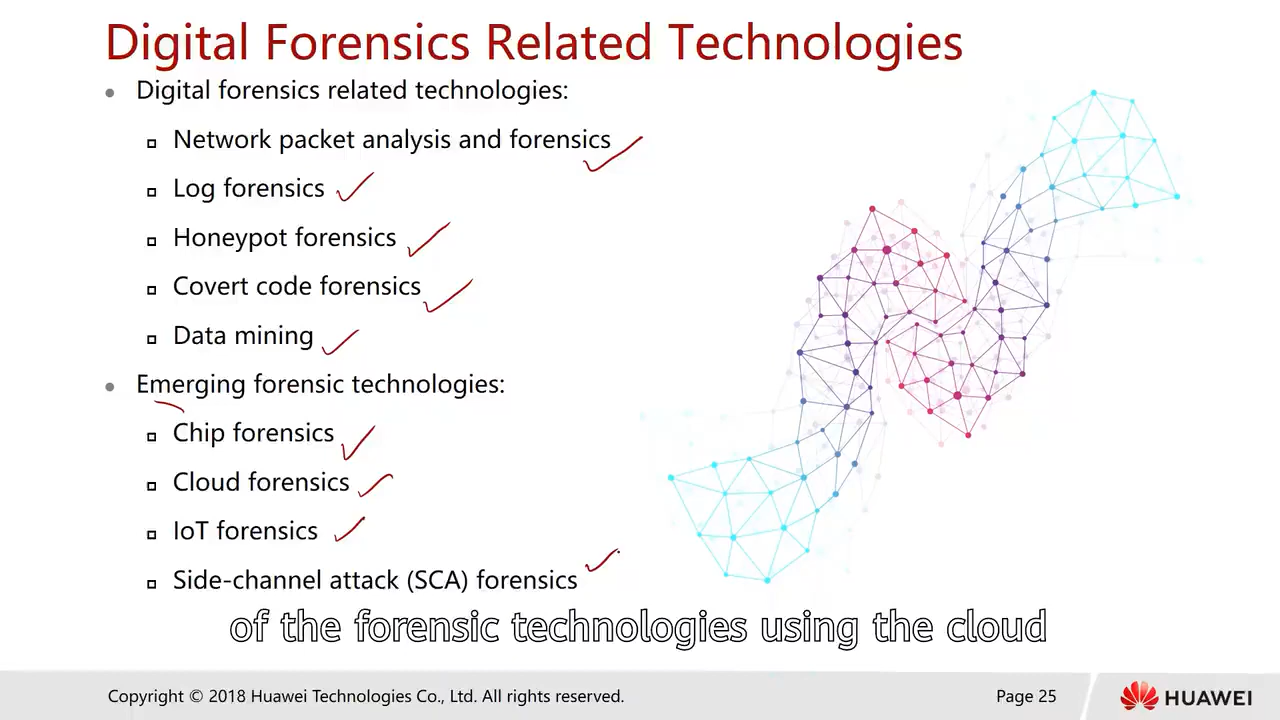 Digital Forensics Related Technologies
Digital forensics related technologies:
Network packet analysis and forensics
Log forensics
Honeypot forensics
Covert code forensics
Data mining
Emerging forensic technologies:
Chip forensics
Cloud forensics
IoT forensics
Side-channel attack (SCA) forensics
of the forensic technologies using the cloud
Copyright © 2018 Huawei Technologies Co., Ltd. All rights reserved.
Page 25
HUAWEI